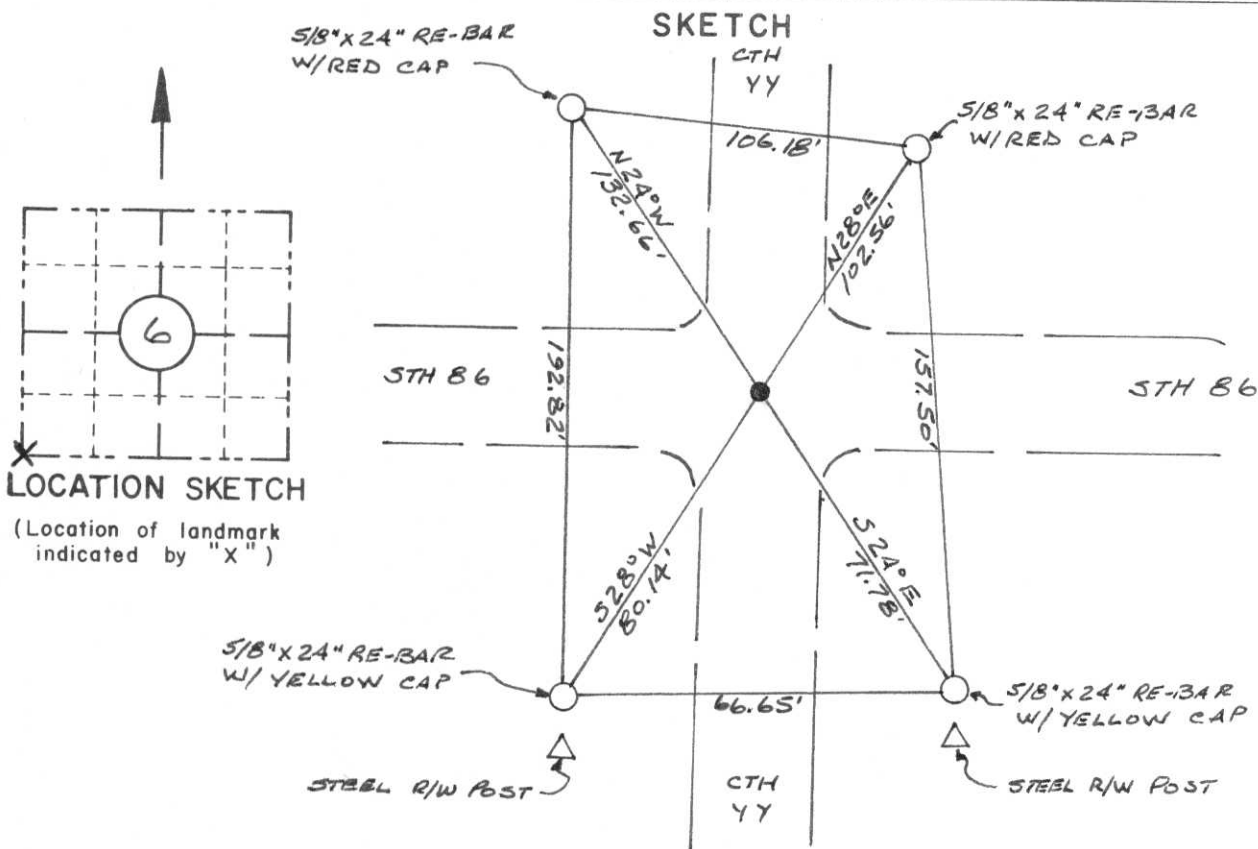 SKETCH
5/8" x 24" RE-BAR
W/RED CAP
CTH
YY
5/8" x 24" RE-BAR
W/RED CAP
106.18'
N24°W
132.66'
N28°E
102.56'
6
STH 86
192.82'
157.50'
STH 86
X
LOCATION SKETCH
(Location of landmark
indicated by "X")
S28°W
80.14'
S24°E
71.78'
5/8" x 24" RE-BAR
W/ YELLOW CAP
66.65'
5/8" x 24" RE-BAR
W/ YELLOW CAP
STEEL R/W POST
CTH
YY
STEEL R/W POST